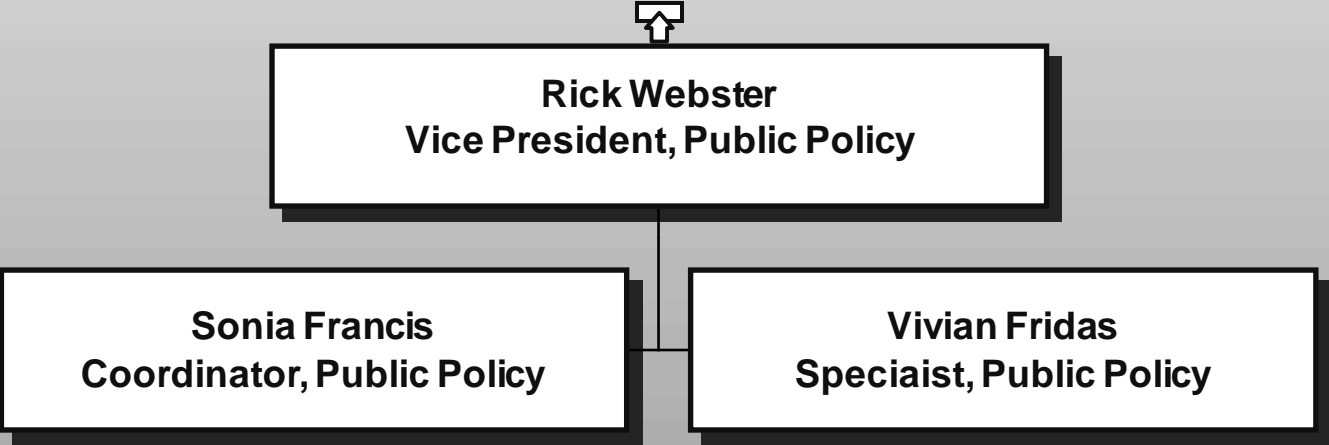 Rick Webster
Vice President, Public Policy
Sonia Francis
Coordinator, Public Policy
Vivian Fridas
Speciaist, Public Policy